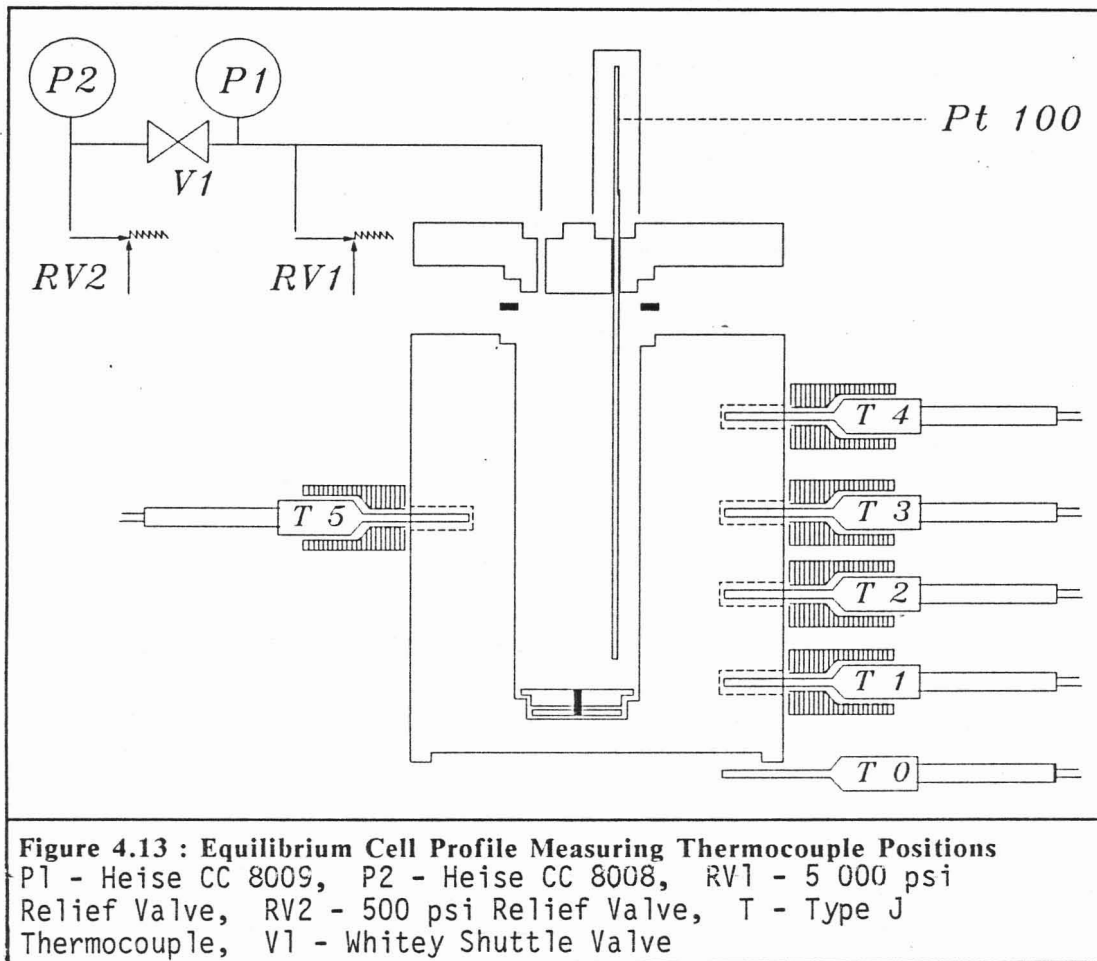 P2
P1
Pt 100
V1
RV2
RV1
T 4
T 3
T 5
T 2
T 1
T 0
Figure 4.13 : Equilibrium Cell Profile Measuring Thermocouple Positions
P1 - Heise CC 8009, P2 - Heise CC 8008, RV1 - 5 000 psi
Relief Valve, RV2 - 500 psi Relief Valve, T - Type J
Thermocouple, V1 - Whitey Shuttle Valve